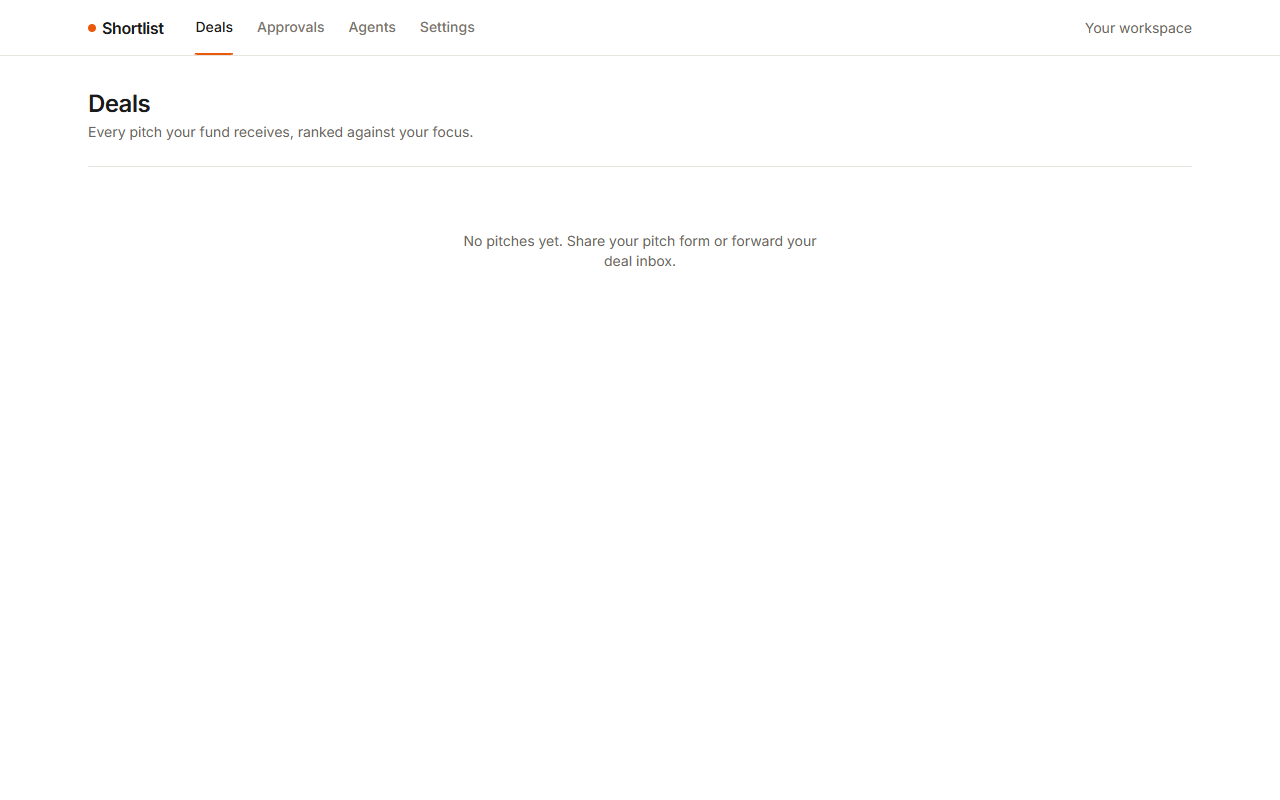 Shortlist
Deals
Approvals
Agents
Settings
Your workspace
Deals
Every pitch your fund receives, ranked against your focus.
No pitches yet. Share your pitch form or forward your
deal inbox.